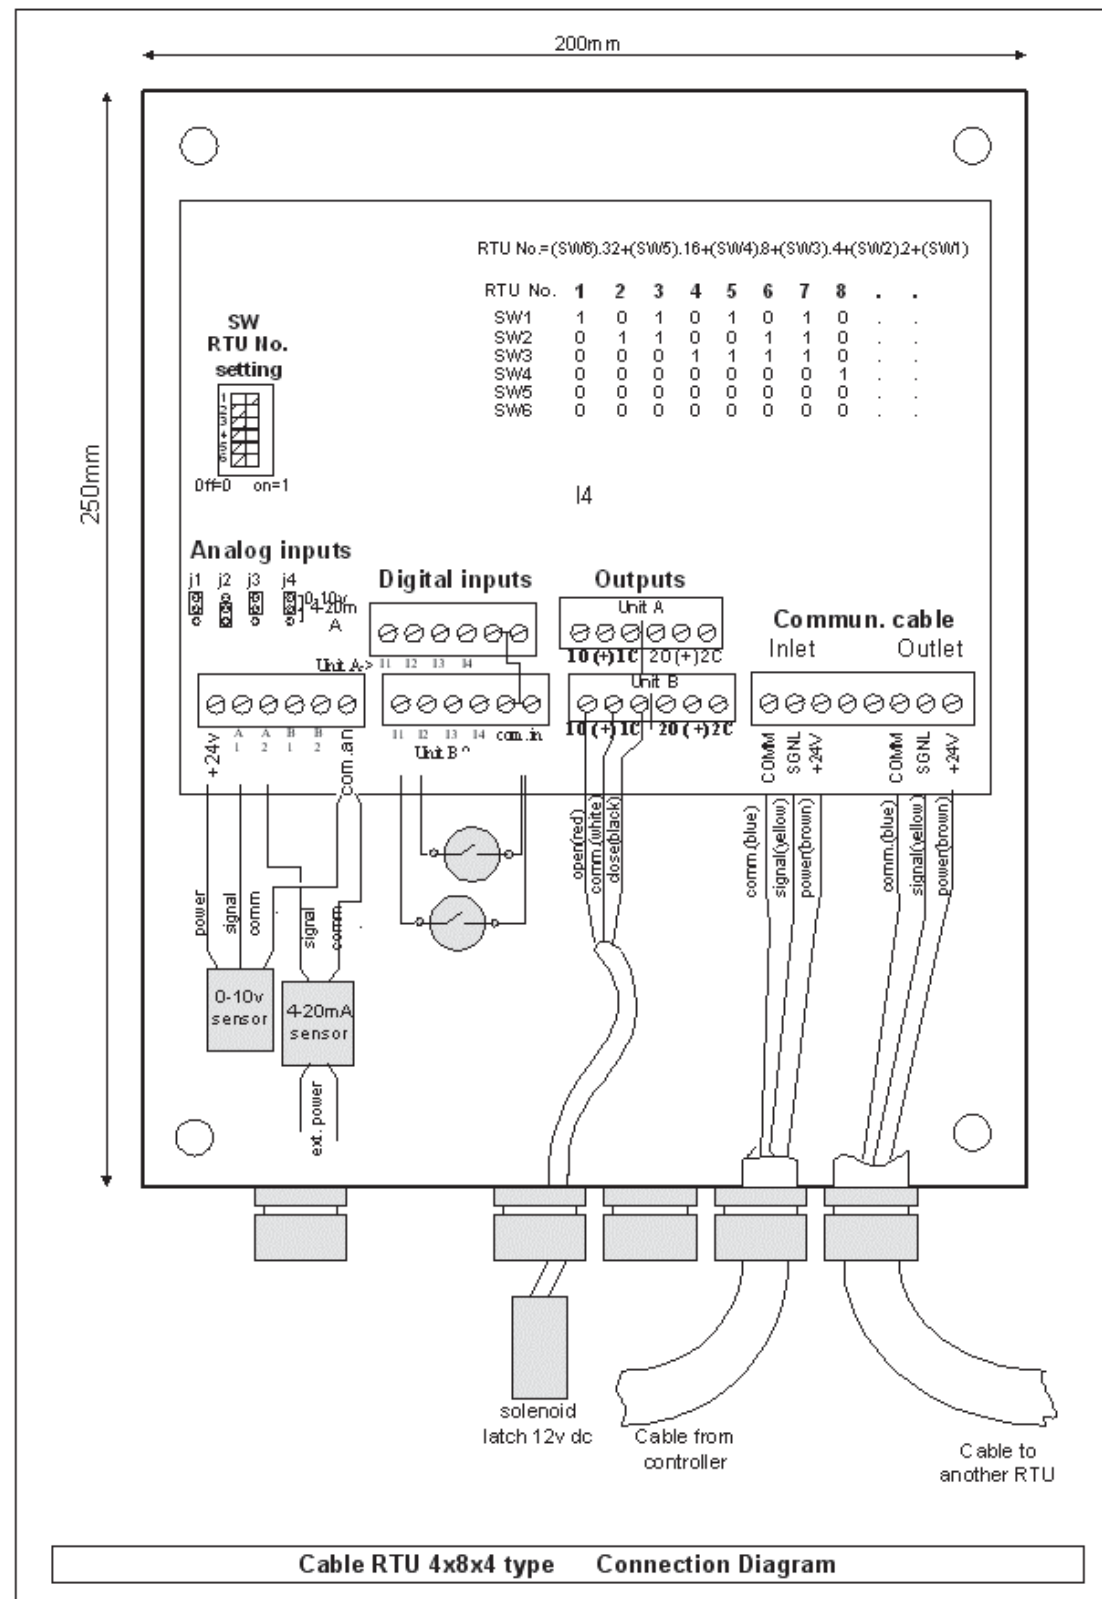 200mm
250mm
RTU No.=(SW6).32+(SW5).16+(SW4).8+(SW3).4+(SW2).2+(SW1)
RTU No. 1 2 3 4 5 6 7 8 . .
SW1 1 0 1 0 1 0 1 0 . .
SW2 0 1 1 0 0 1 1 0 . .
SW3 0 0 0 1 1 1 1 0 . .
SW4 0 0 0 0 0 0 0 1 . .
SW5 0 0 0 0 0 0 0 0 . .
SW6 0 0 0 0 0 0 0 0 . .
SW
RTU No.
setting
1
2
3
4
5
6
Off=0 on=1
I4
Analog inputs
j1 j2 j3 j4
0-10v
4-20m
A
Digital inputs
Outputs
Unit A
1O (+) 1C 2O (+) 2C
Unit A->
I1 I2 I3 I4
Unit B
1O (+) 1C 2O (+) 2C
I1 I2 I3 I4 com.in
Unit B ^
Commun. cable
Inlet Outlet
+24v
A1
A2
B1
B2
com.an
COMM
SGNL
+24V
COMM
SGNL
+24V
open(red)
comm.(white)
close(black)
comm.(blue)
signal(yellow)
power(brown)
comm.(blue)
signal(yellow)
power(brown)
power
signal
comm
signal
comm
0-10v
sensor
4-20mA
sensor
ext. power
solenoid
latch 12v dc
Cable from
controller
Cable to
another RTU
Cable RTU 4x8x4 type Connection Diagram